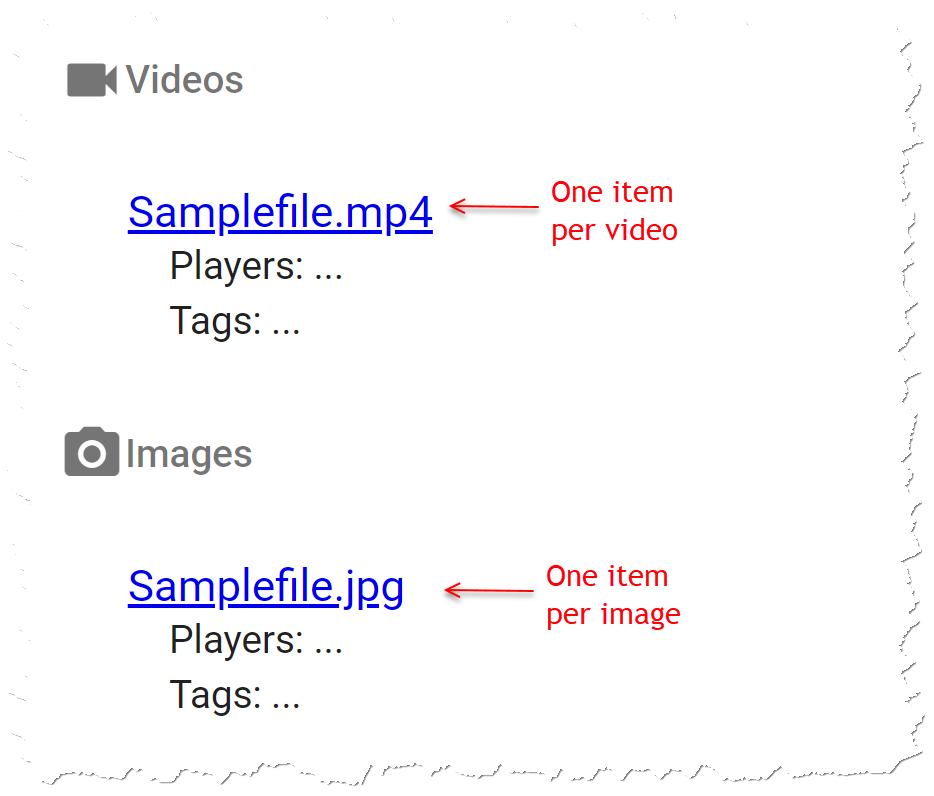 Videos
Samplefile.mp4
One item
per video
Players: ...
Tags: ...
Images
Samplefile.jpg
One item
per image
Players: ...
Tags: ...